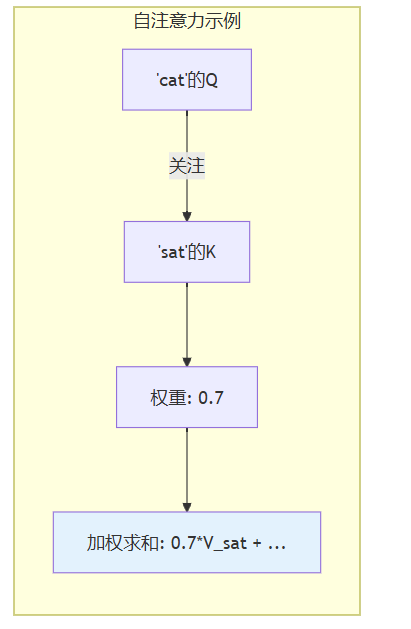 自注意力示例
'cat'的Q
关注
'sat'的K
权重: 0.7
加权求和: 0.7*V_sat + ...